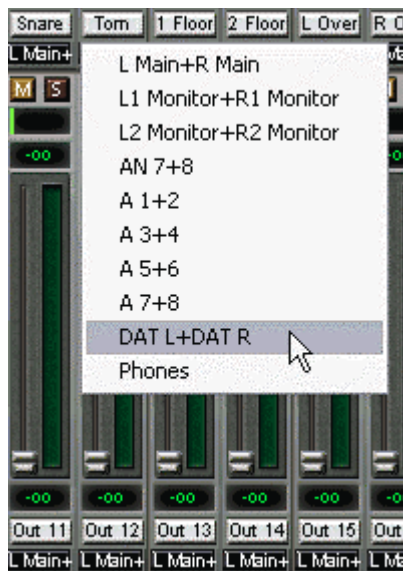 Snare Tom 1 Floor 2 Floor L Over R
L Main+
L Main+R Main
M S
L1 Monitor+R1 Monitor
L2 Monitor+R2 Monitor
-oo
AN 7+8
A 1+2
A 3+4
A 5+6
A 7+8
DAT L+DAT R
Phones
-oo -oo -oo -oo -oo
Out 11 Out 12 Out 13 Out 14 Out 15 Out
L Main+ L Main+ L Main+ L Main+ L Main+